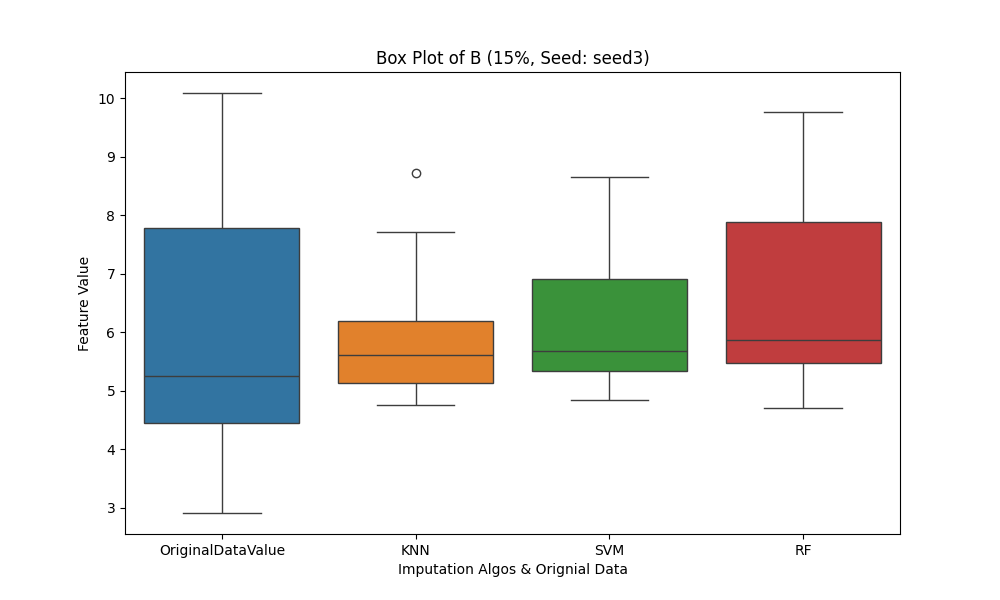 Box Plot of B (15%, Seed: seed3)
Feature Value
10
9
8
7
6
5
4
3
OriginalDataValue KNN SVM RF
Imputation Algos & Orignial Data